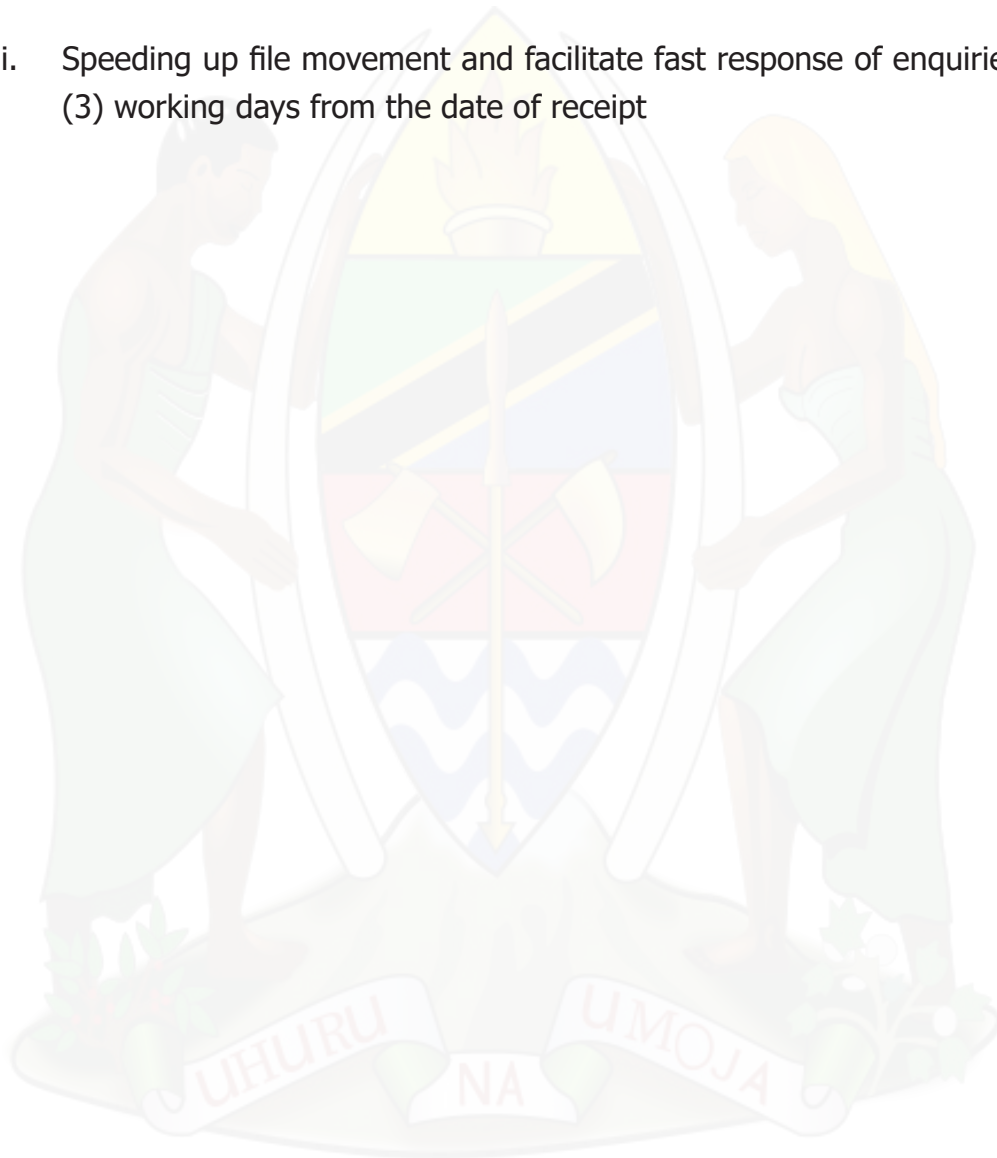 i. Speeding up file movement and facilitate fast response of enquirie
(3) working days from the date of receipt
UHURU NA UMOJA